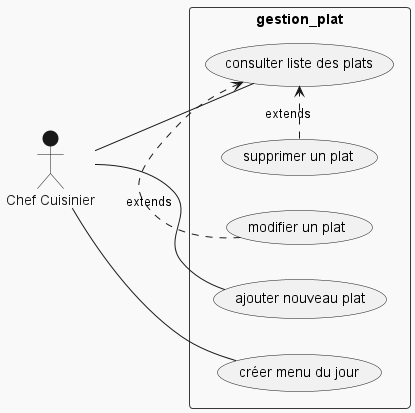 gestion_plat
consulter liste des plats
extends
supprimer un plat
Chef Cuisinier
extends
modifier un plat
ajouter nouveau plat
créer menu du jour